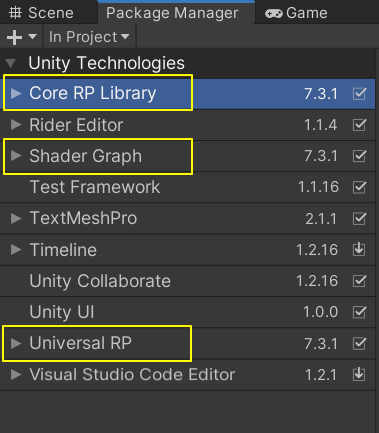 Scene Package Manager Game
In Project
Unity Technologies
Core RP Library 7.3.1
Rider Editor 1.1.4
Shader Graph 7.3.1
Test Framework 1.1.16
TextMeshPro 2.1.1
Timeline 1.2.16
Unity Collaborate 1.2.16
Unity UI 1.0.0
Universal RP 7.3.1
Visual Studio Code Editor 1.2.1